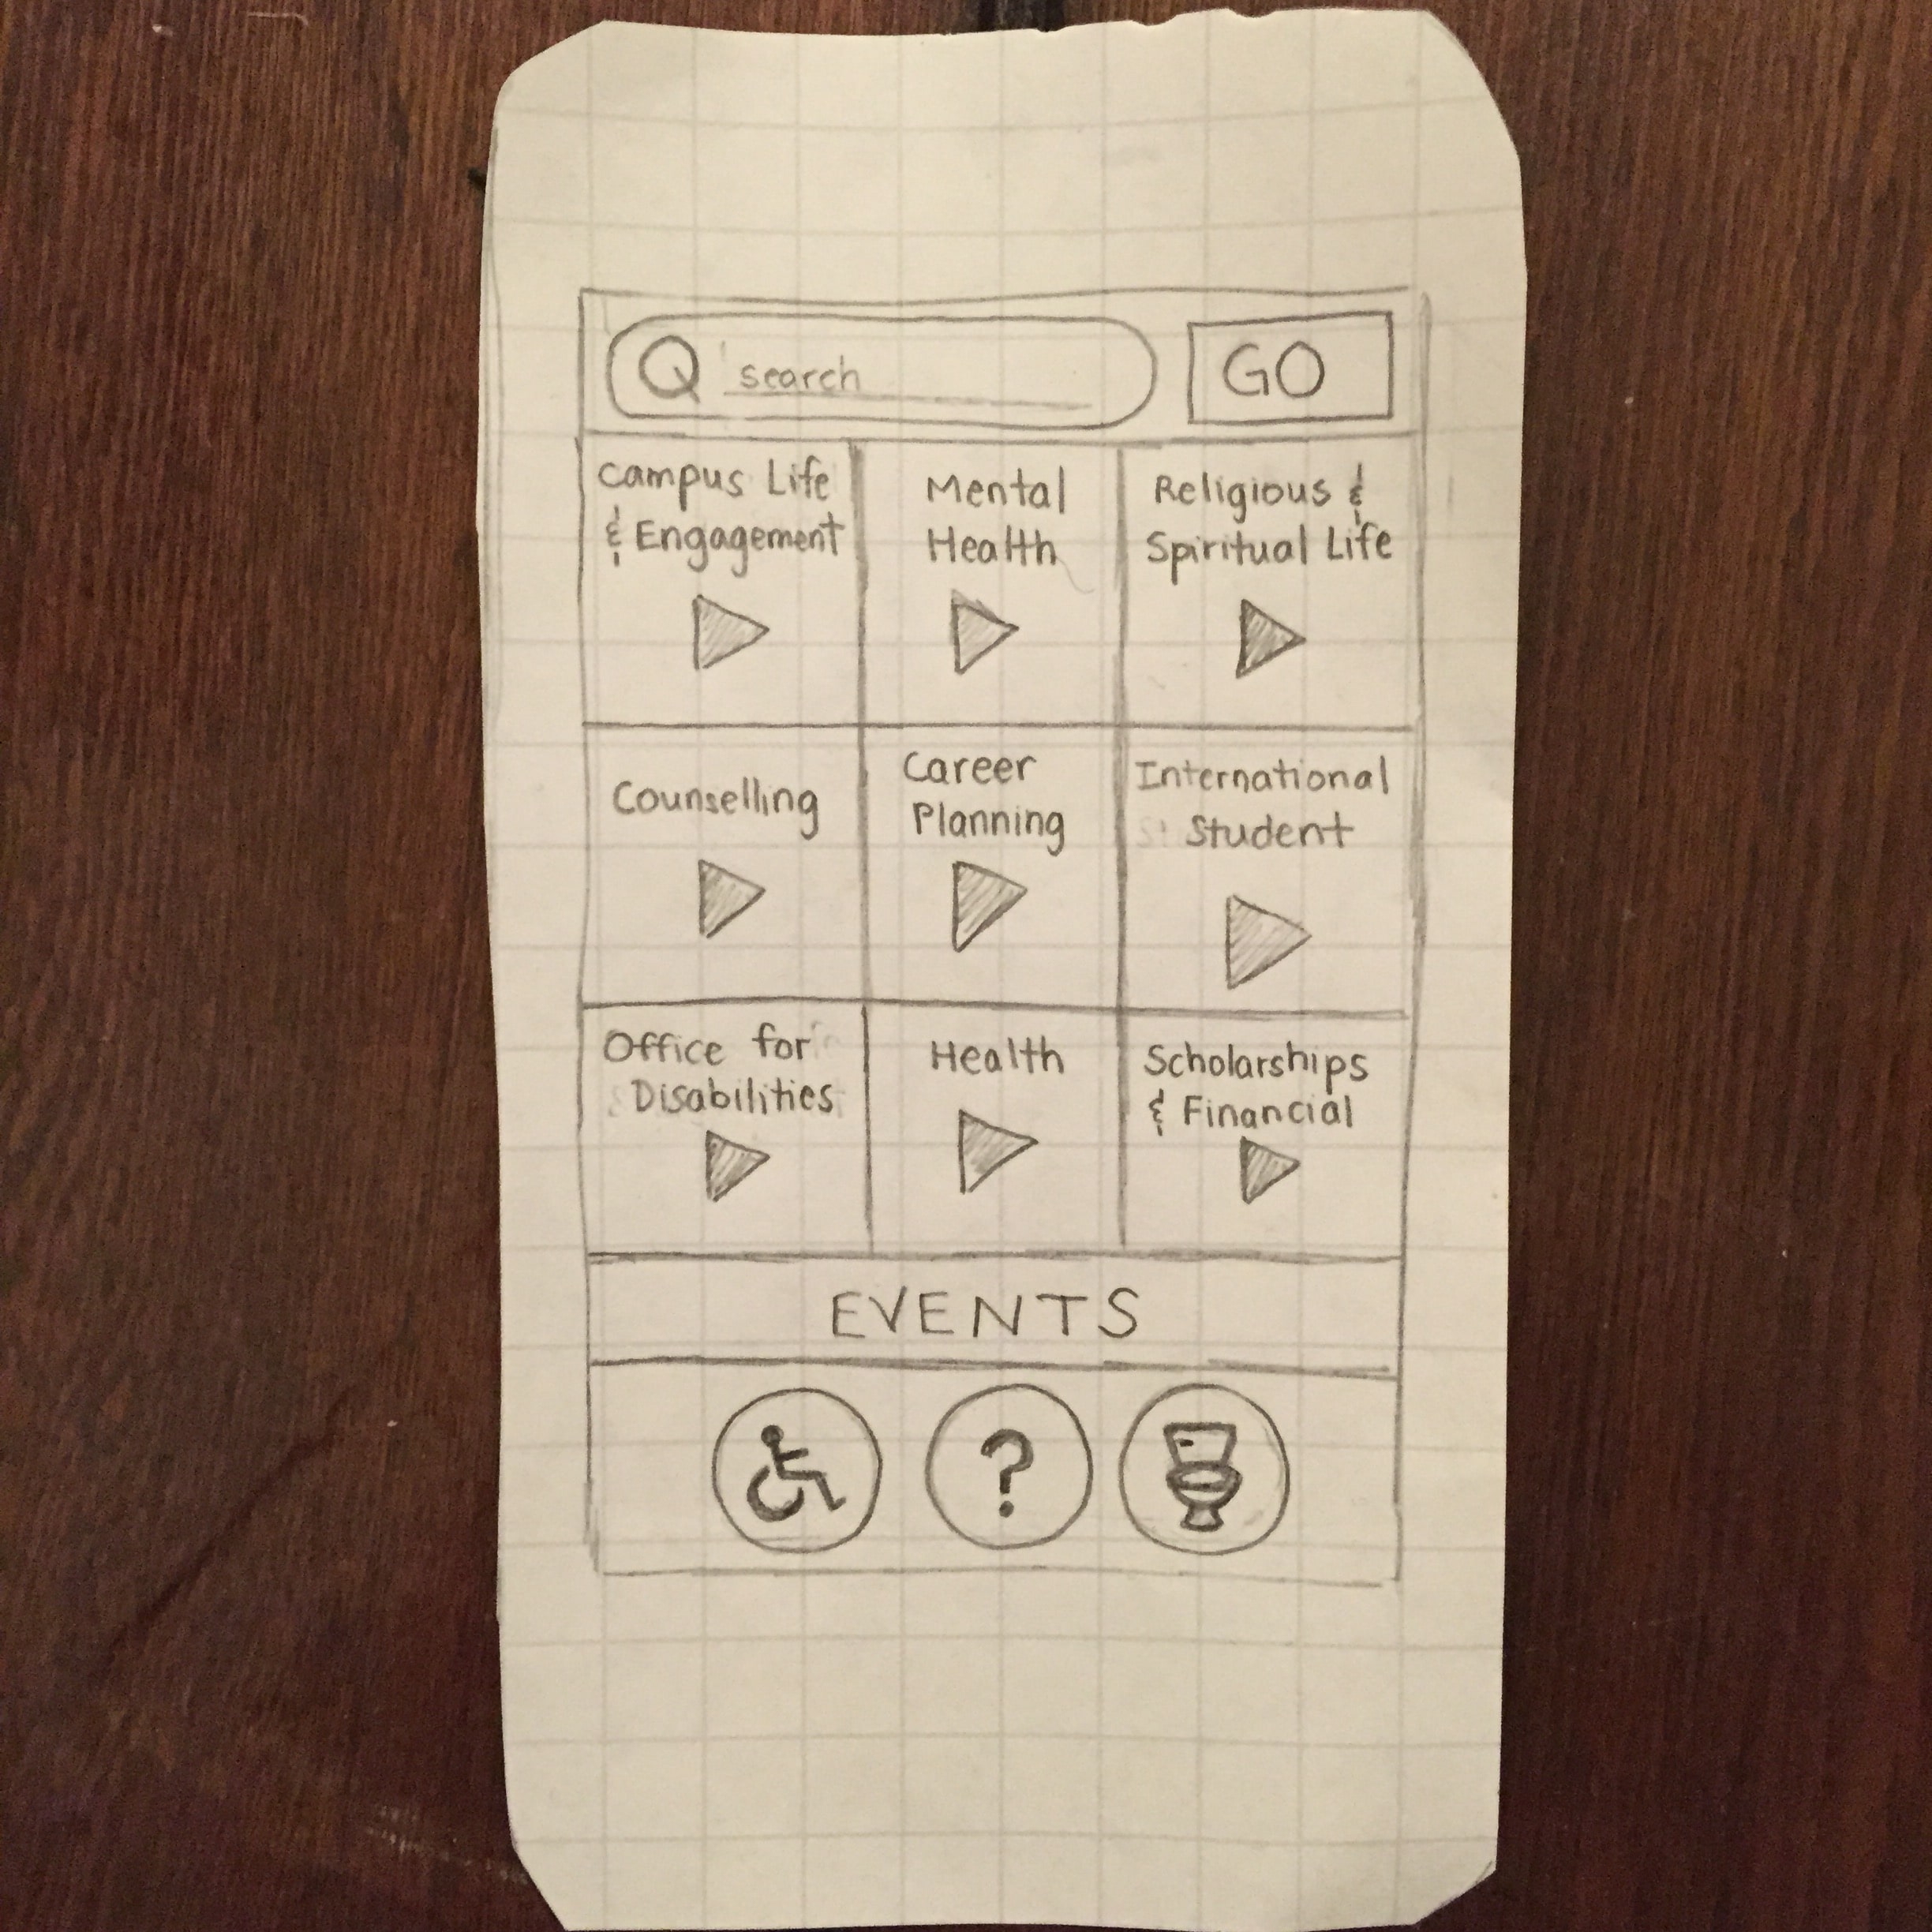 search
GO
Campus Life
& Engagement
Mental
Health
Religious &
Spiritual Life
Counselling
Career
Planning
International
Student
Office for
Disabilities
Health
Scholarships
& Financial
EVENTS
?